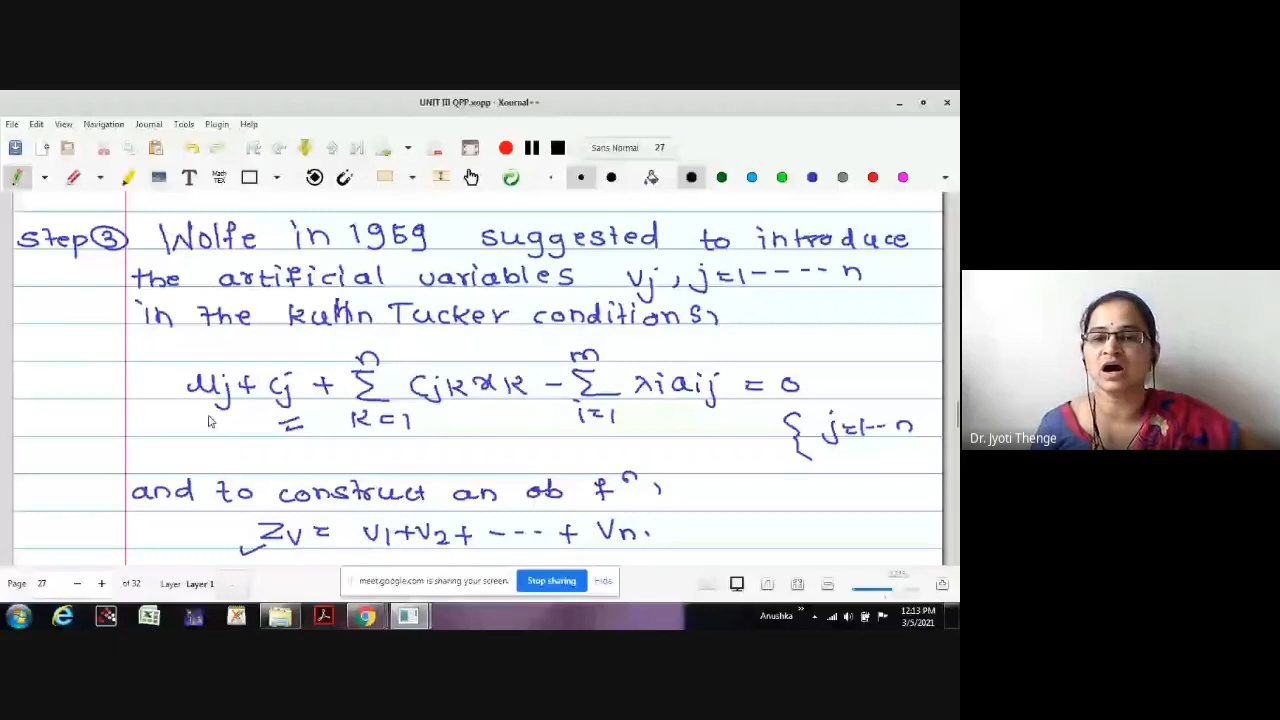 UNIT III QPP.xopp - Xournal++
File Edit View Navigation Journal Tools Plugin Help
Sans Normal 27
Step ③ Wolfe in 1959 suggested to introduce
the artificial variables vj, j=1----- n
in the kuhn Tucker conditions,
μj + cj + n∑k=1 Cjk xk - m∑i=1 λi aij = 0
{ j=1-- n
and to construct an ob fⁿ,
Zv = v1+v2+ ---- + Vn.
Page 27 of 32 Layer Layer 1
meet.google.com is sharing your screen. Stop sharing Hide
Anushka
12:13 PM
3/5/2021
Dr. Jyoti Thenge